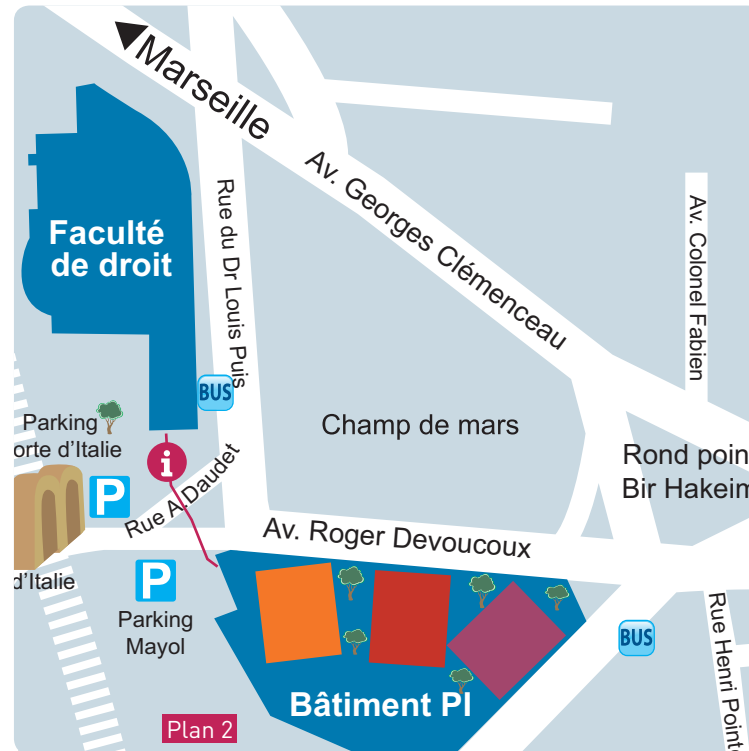 Marseille
Av. Georges Clémenceau
Rue du Dr Louis Puis
Av. Colonel Fabien
Faculté
de droit
BUS
Parking
orte d'Italie
i
P
Rue A.Daudet
Champ de mars
Rond poin
Bir Hakeim
Av. Roger Devoucoux
d'Italie
P
Parking
Mayol
BUS
Rue Henri Point
Bâtiment PI
Plan 2